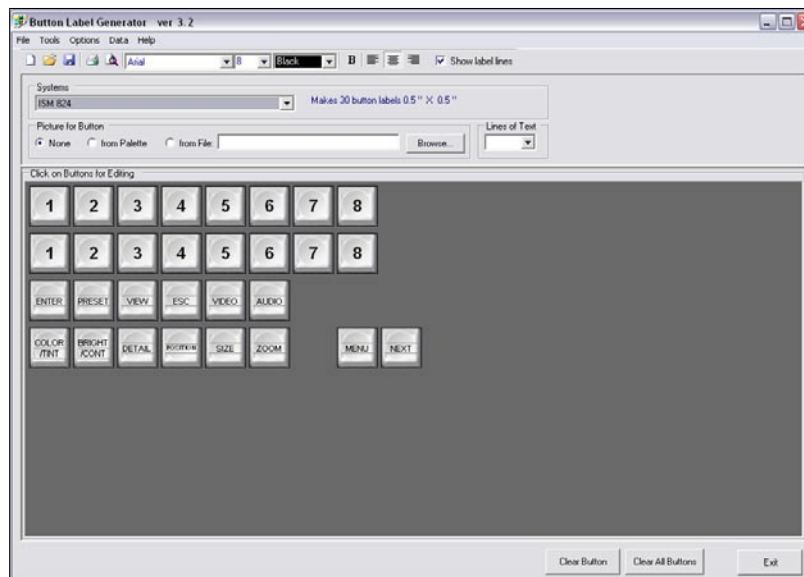 Button Label Generator ver 3.2
File Tools Options Data Help
Arial 8 Black B Show label lines
Systems
ISM 824
Makes 30 button labels 0.5 " X 0.5 "
Picture for Button
None from Palette from File: Browse...
Lines of Text
Click on Buttons for Editing
1 2 3 4 5 6 7 8
1 2 3 4 5 6 7 8
ENTER PRESET VIEW ESC VIDEO AUDIO
COLOR /TINT BRIGHT /CONT DETAIL POSITION SIZE ZOOM MENU NEXT
Clear Button Clear All Buttons Exit